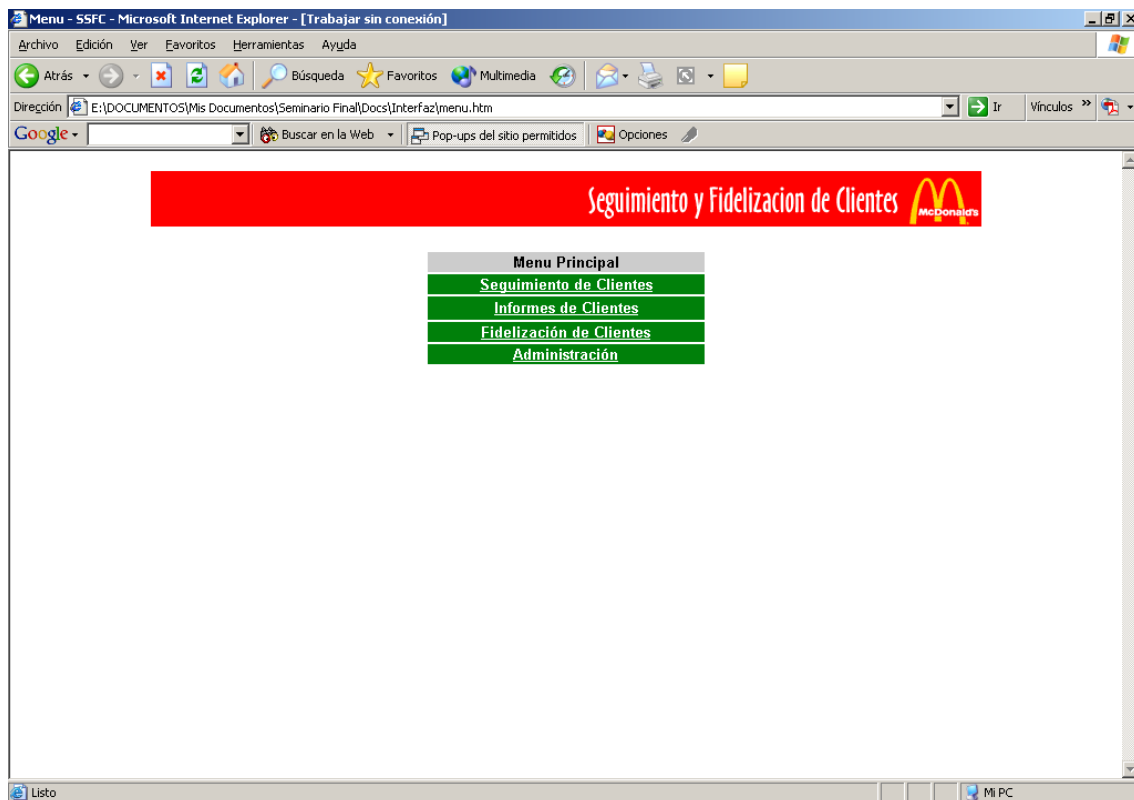 Menu - SSFC - Microsoft Internet Explorer - [Trabajar sin conexión]
Archivo Edición Ver Favoritos Herramientas Ayuda
Atrás Búsqueda Favoritos Multimedia
Dirección E:\DOCUMENTOS\Mis Documentos\Seminario Final\Docs\Interfaz\menu.htm Ir Vínculos »
Google Buscar en la Web Pop-ups del sitio permitidos Opciones
Seguimiento y Fidelizacion de Clientes McDonald's
Menu Principal
Seguimiento de Clientes
Informes de Clientes
Fidelización de Clientes
Administración
Listo Mi PC